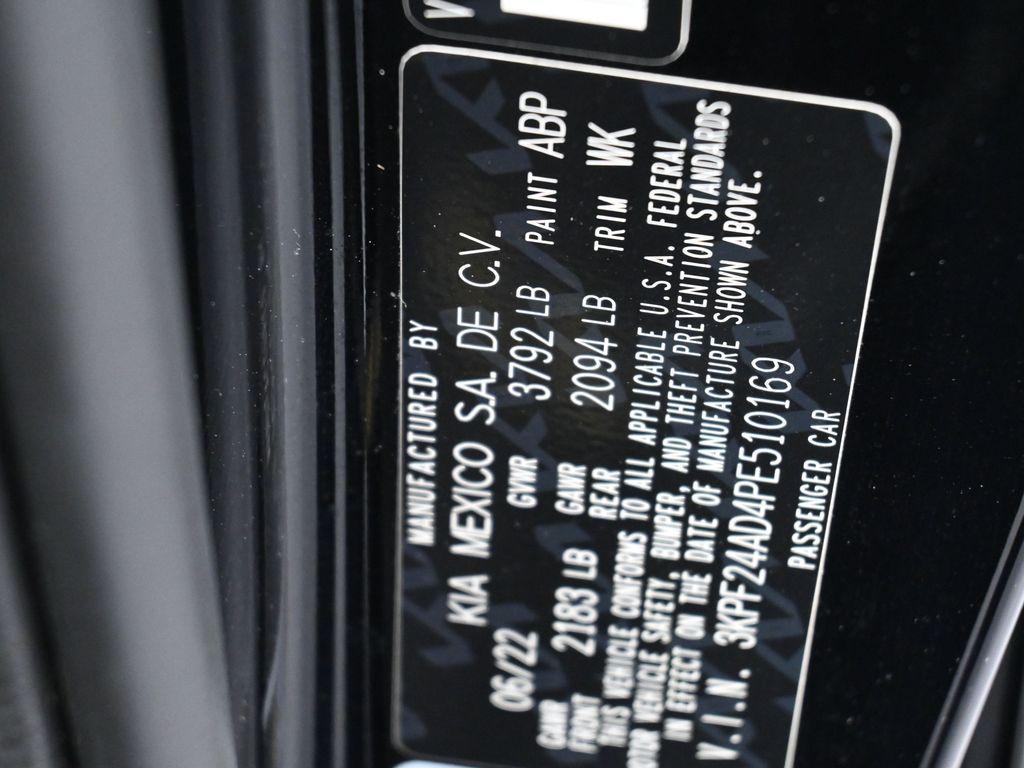 V
MANUFACTURED BY
KIA MEXICO S.A. DE C.V.
06/22 GVWR 3792 LB PAINT ABP
GAWR FRONT 2183 LB GAWR REAR 2094 LB TRIM WK
THIS VEHICLE CONFORMS TO ALL APPLICABLE U.S.A. FEDERAL
MOTOR VEHICLE SAFETY, BUMPER, AND THEFT PREVENTION STANDARDS
IN EFFECT ON THE DATE OF MANUFACTURE SHOWN ABOVE.
V.I.N. 3KPF24AD4PE510169
PASSENGER CAR